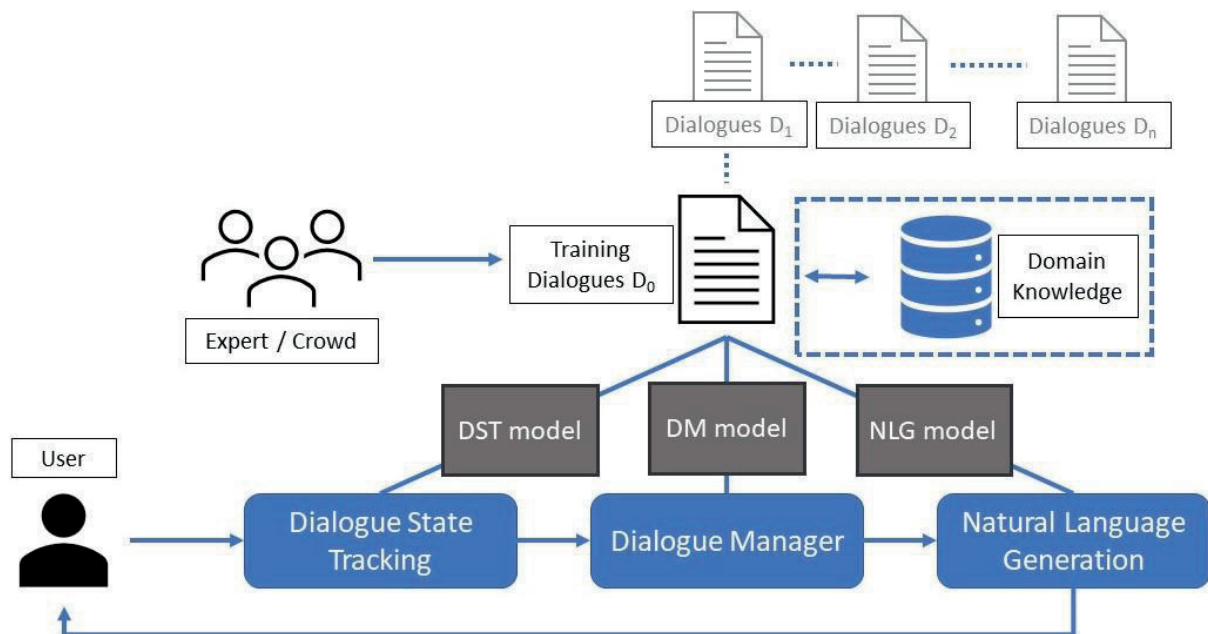 Dialogues D₁
Dialogues D₂
Dialogues Dₙ
Training
Dialogues D₀
Domain
Knowledge
Expert / Crowd
DST model
DM model
NLG model
User
Dialogue State
Tracking
Dialogue Manager
Natural Language
Generation